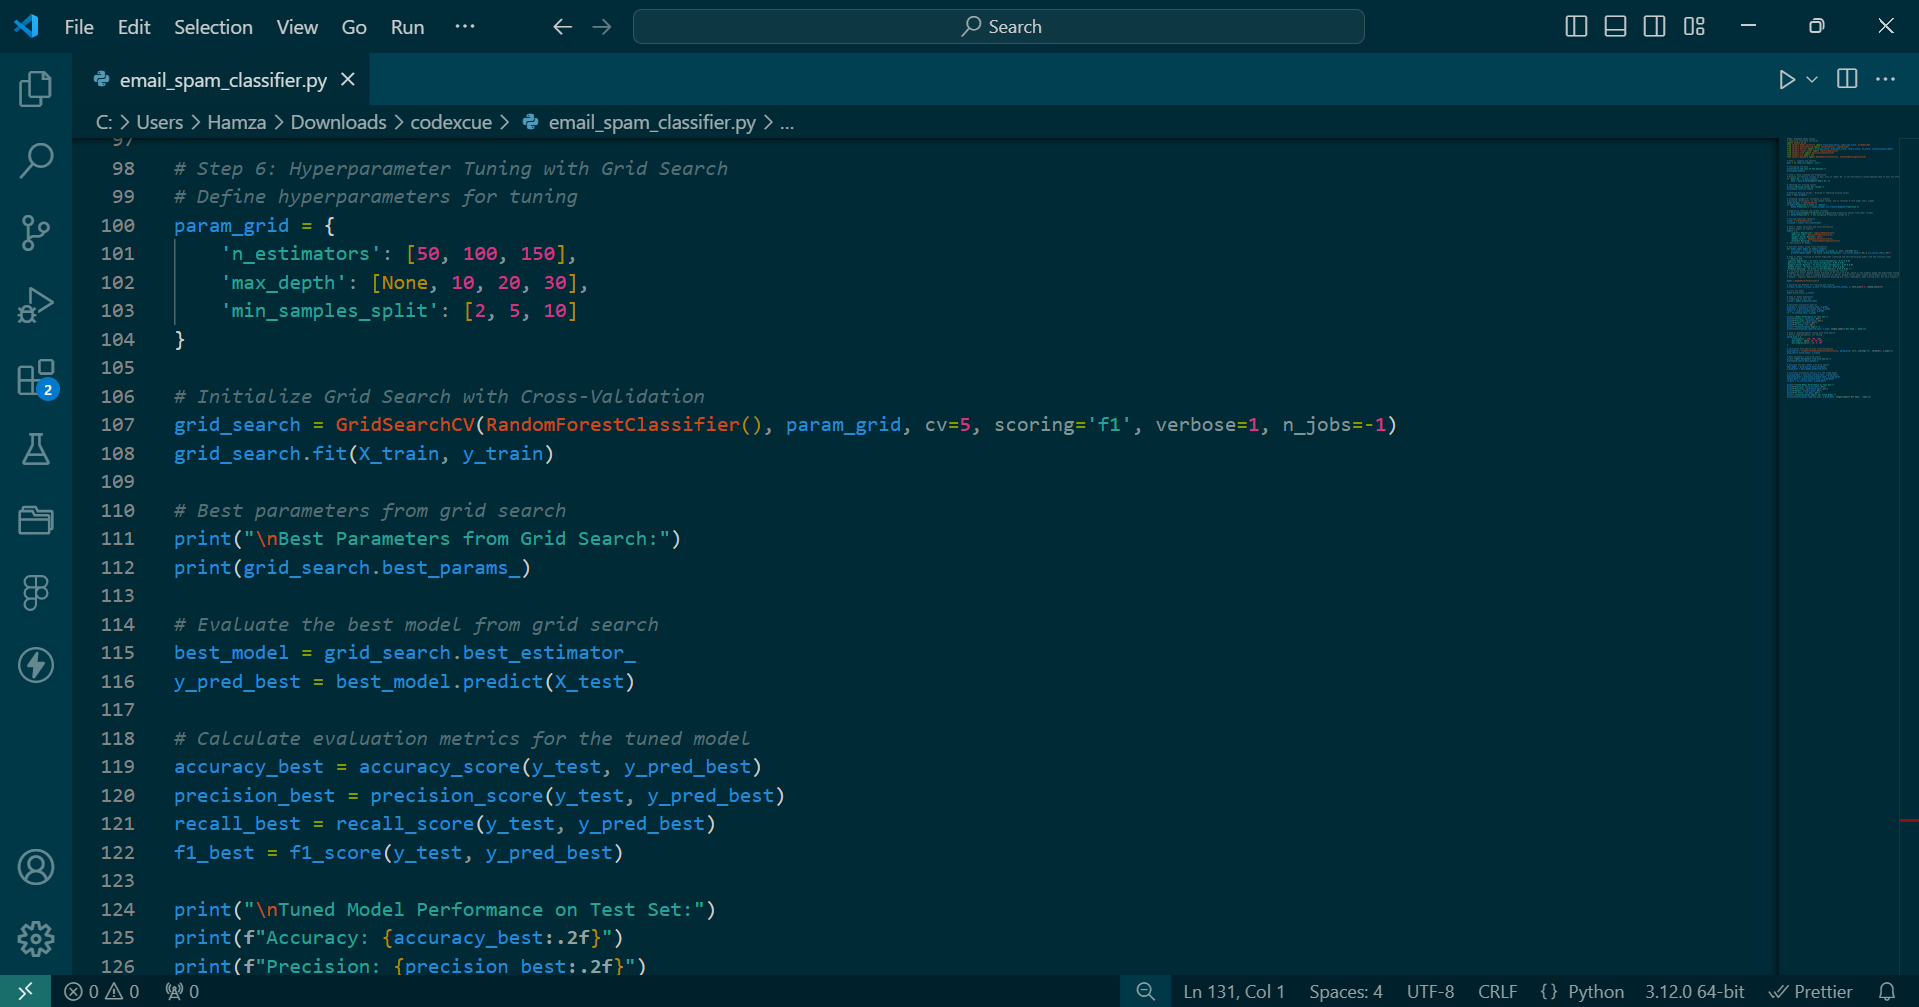 File Edit Selection View Go Run ···
Search
email_spam_classifier.py
C: > Users > Hamza > Downloads > codexcue > email_spam_classifier.py > ...
97
98 # Step 6: Hyperparameter Tuning with Grid Search
99 # Define hyperparameters for tuning
100 param_grid = {
101     'n_estimators': [50, 100, 150],
102     'max_depth': [None, 10, 20, 30],
103     'min_samples_split': [2, 5, 10]
104 }
105
106 # Initialize Grid Search with Cross-Validation
107 grid_search = GridSearchCV(RandomForestClassifier(), param_grid, cv=5, scoring='f1', verbose=1, n_jobs=-1)
108 grid_search.fit(X_train, y_train)
109
110 # Best parameters from grid search
111 print("\nBest Parameters from Grid Search:")
112 print(grid_search.best_params_)
113
114 # Evaluate the best model from grid search
115 best_model = grid_search.best_estimator_
116 y_pred_best = best_model.predict(X_test)
117
118 # Calculate evaluation metrics for the tuned model
119 accuracy_best = accuracy_score(y_test, y_pred_best)
120 precision_best = precision_score(y_test, y_pred_best)
121 recall_best = recall_score(y_test, y_pred_best)
122 f1_best = f1_score(y_test, y_pred_best)
123
124 print("\nTuned Model Performance on Test Set:")
125 print(f"Accuracy: {accuracy_best:.2f}")
126 print(f"Precision: {precision_best:.2f}")
2
0 0 0 Ln 131, Col 1 Spaces: 4 UTF-8 CRLF {} Python 3.12.0 64-bit Prettier